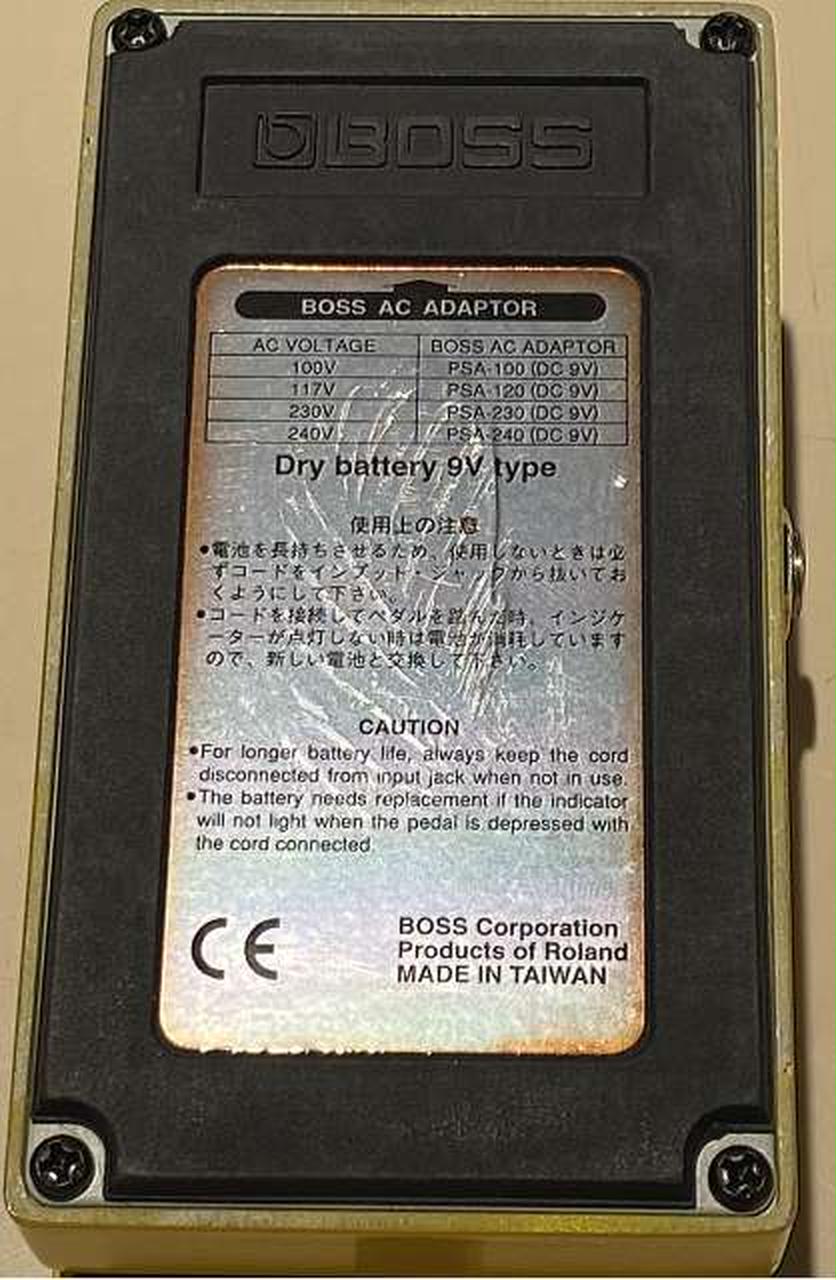 BOSS
BOSS AC ADAPTOR
AC VOLTAGE BOSS AC ADAPTOR
100V PSA-100 (DC 9V)
117V PSA-120 (DC 9V)
230V PSA-230 (DC 9V)
240V PSA-240 (DC 9V)
Dry battery 9V type
使用上の注意
•電池を長持ちさせるため、使用しないときは必
ずコードをインプット・ジャックから抜いてお
くようにして下さい。
•コードを接続してペダルを踏んだ時、インジケ
ーターが点灯しない時は電池が消耗しています
ので、新しい電池と交換して下さい。
CAUTION
•For longer battery life, always keep the cord
disconnected from input jack when not in use.
•The battery needs replacement if the indicator
will not light when the pedal is depressed with
the cord connected.
CE
BOSS Corporation
Products of Roland
MADE IN TAIWAN